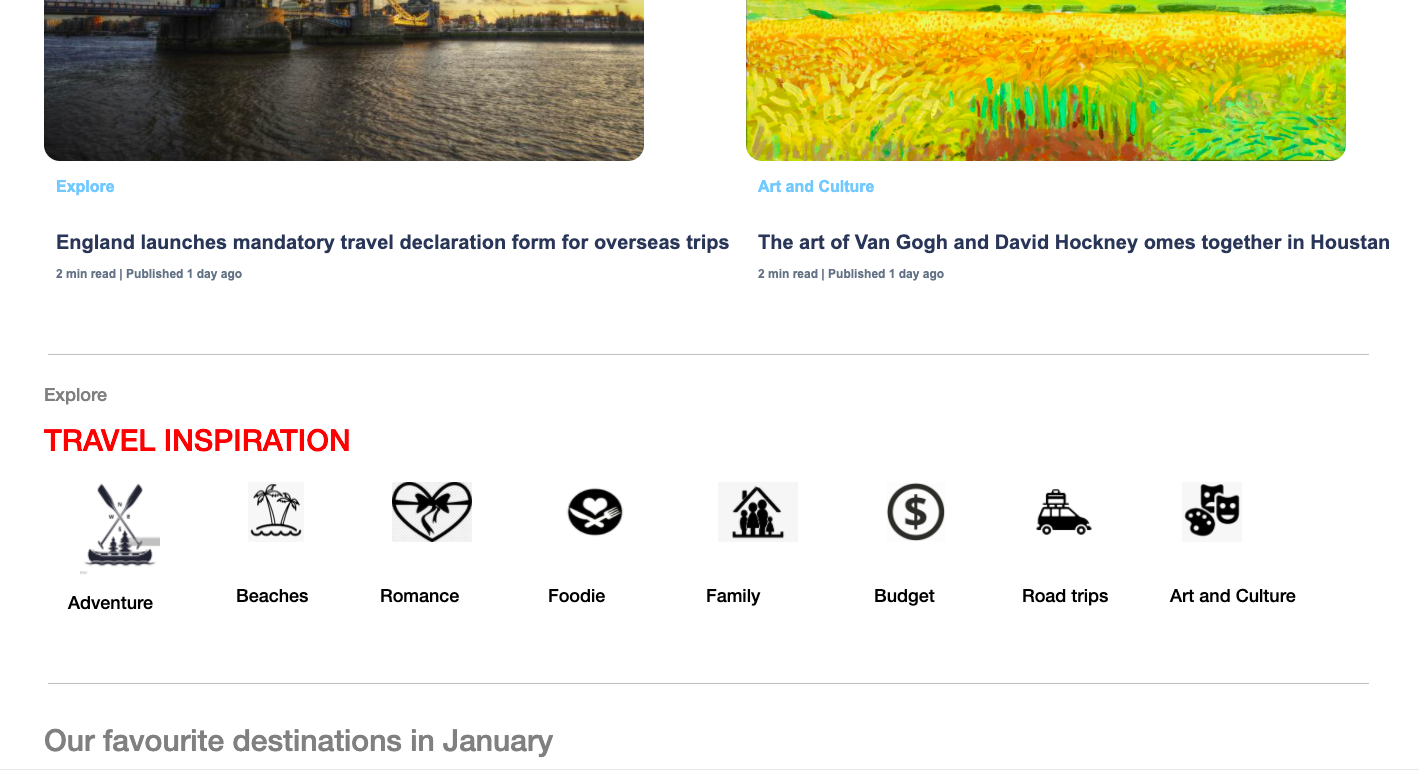 Explore
Art and Culture
England launches mandatory travel declaration form for overseas trips
The art of Van Gogh and David Hockney omes together in Houstan
2 min read | Published 1 day ago
2 min read | Published 1 day ago
Explore
TRAVEL INSPIRATION
N
W E
S
$
Adventure
Beaches
Romance
Foodie
Family
Budget
Road trips
Art and Culture
Our favourite destinations in January